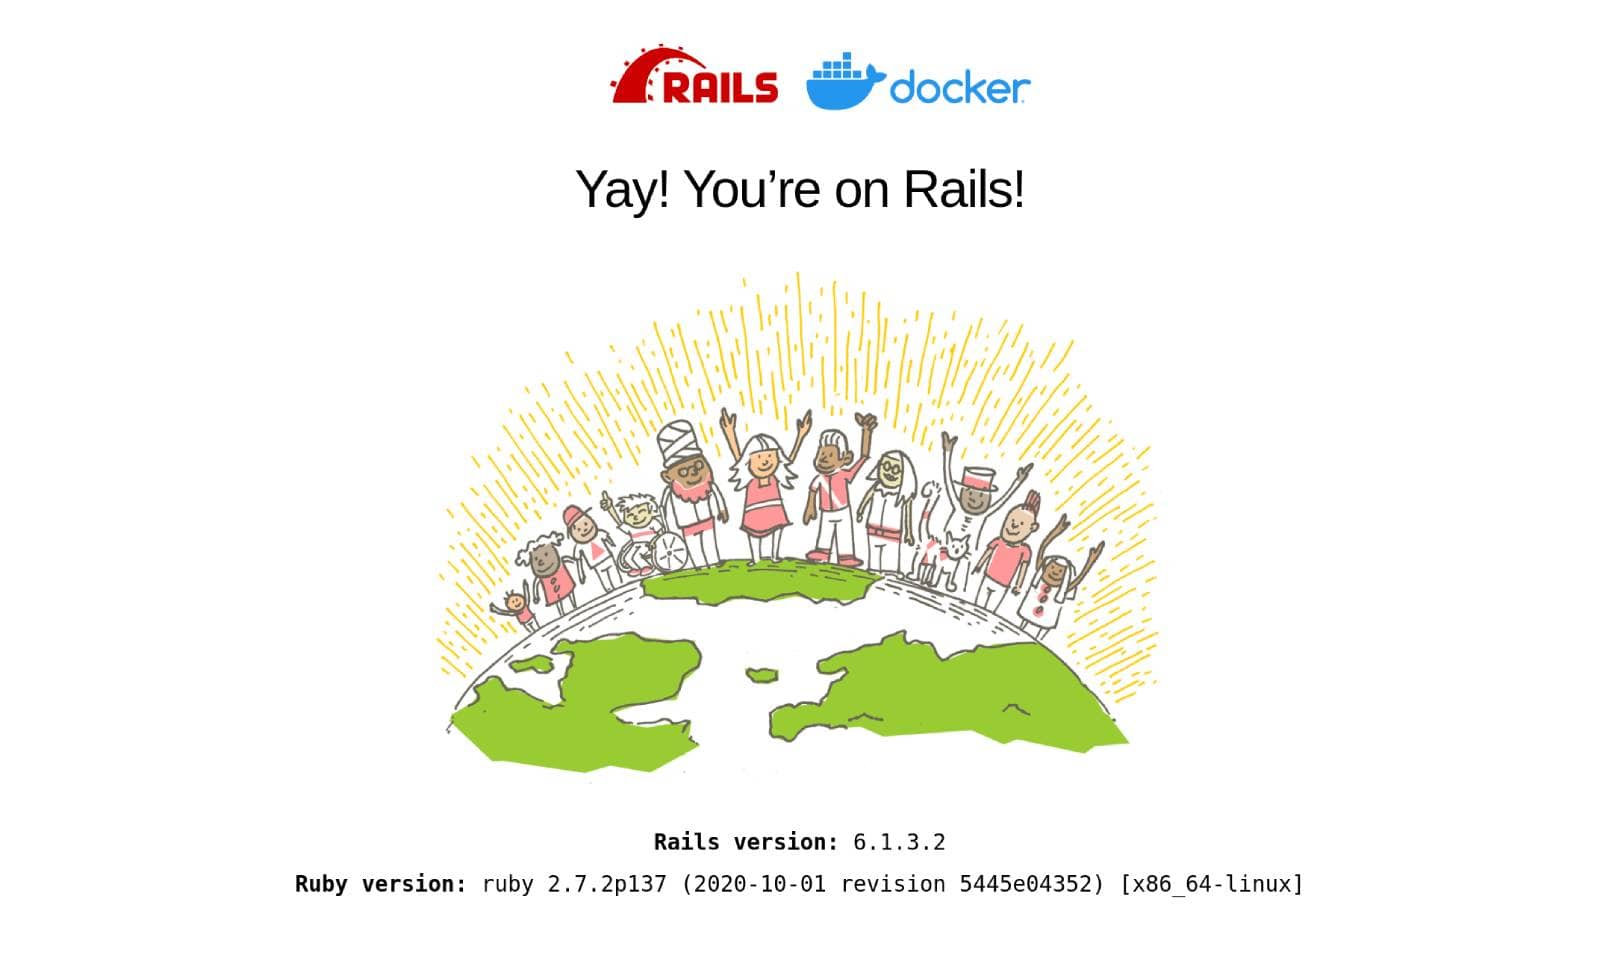 RAILS docker
Yay! You’re on Rails!
Rails version: 6.1.3.2
Ruby version: ruby 2.7.2p137 (2020-10-01 revision 5445e04352) [x86_64-linux]